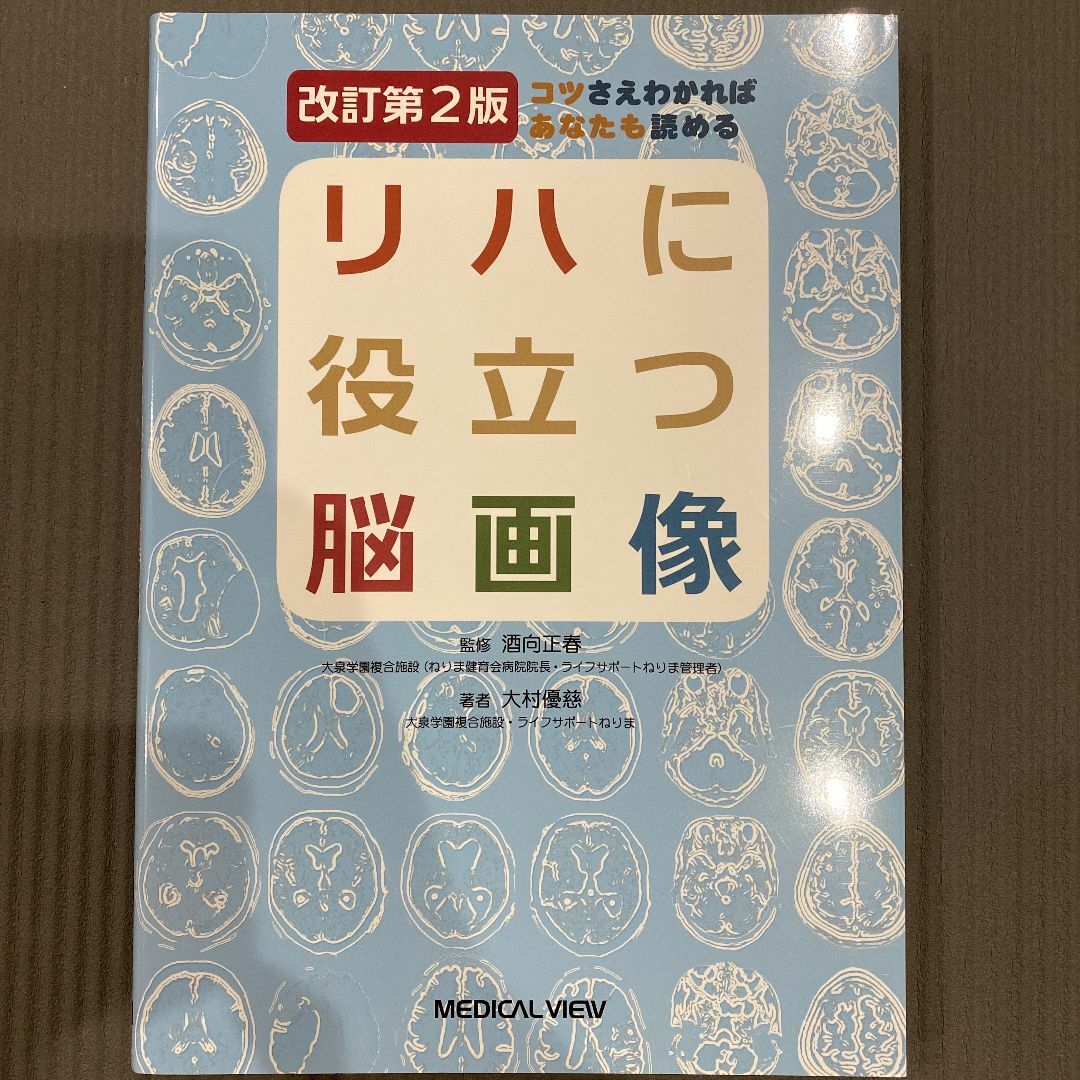 改訂第2版
コツさえわかれば
あなたも読める
リハに
役立つ
脳画像
監修 酒向正春
大泉学園複合施設（ねりま健育会病院院長・ライフサポートねりま管理者）
著者 大村優慈
大泉学園複合施設・ライフサポートねりま
MEDICAL VIEW